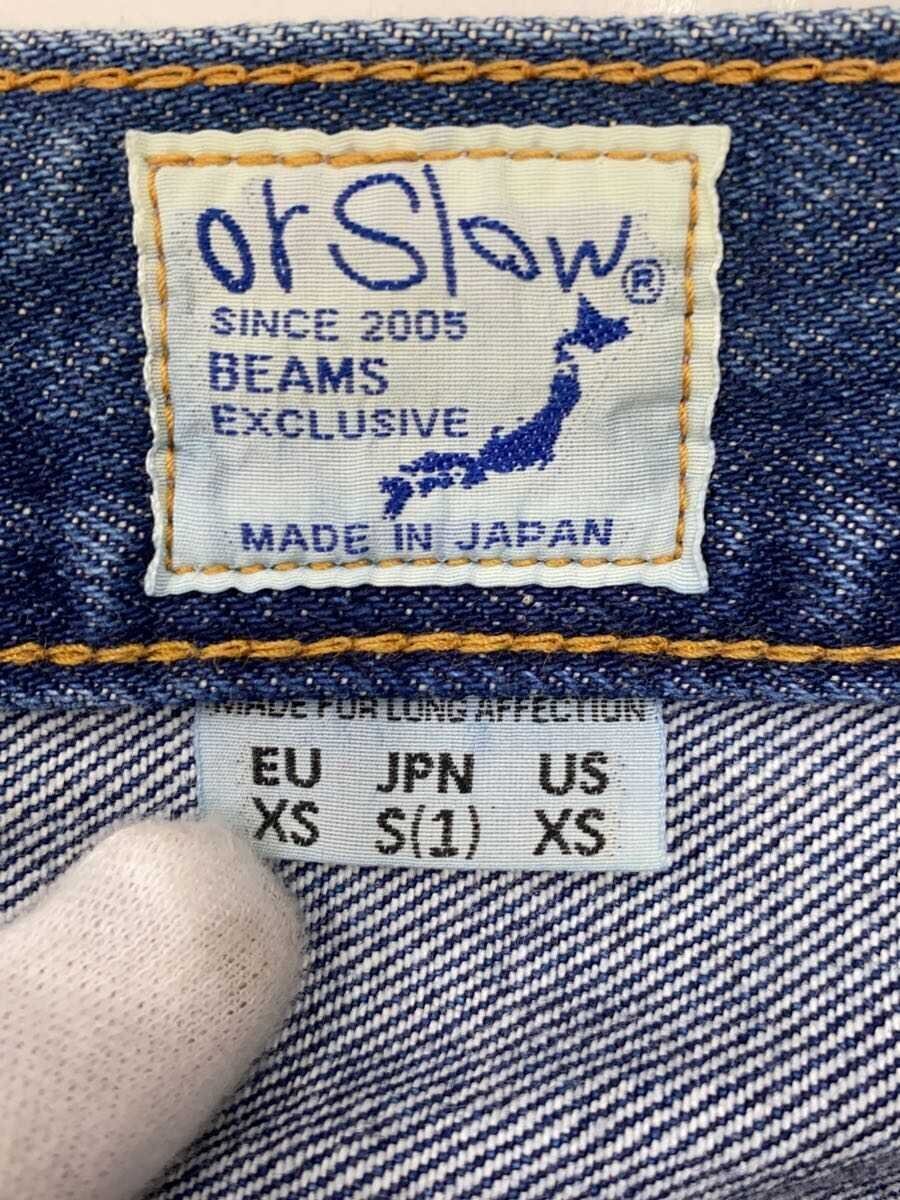 orSlow®
SINCE 2005
BEAMS
EXCLUSIVE
MADE IN JAPAN
MADE FOR LONG AFFECTION
EU JPN US
XS S(1) XS